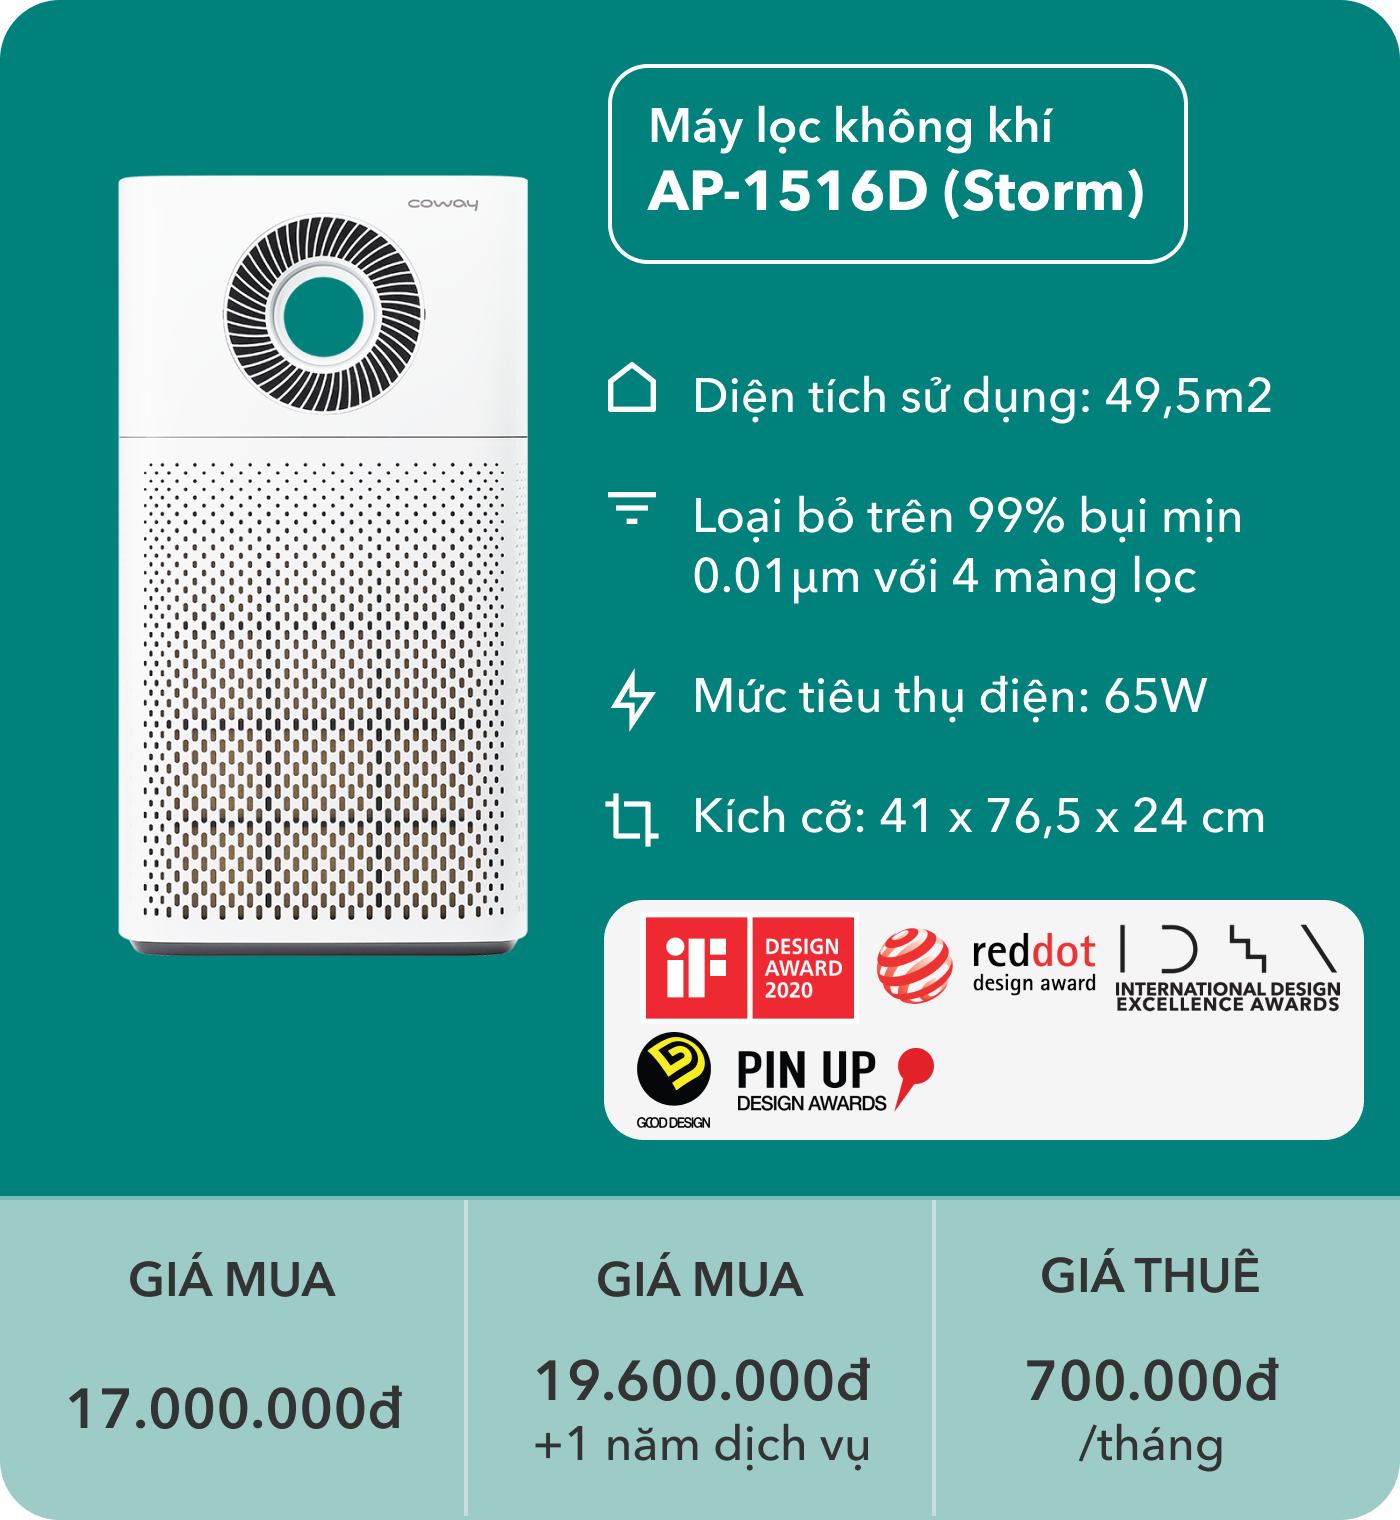 coway
Máy lọc không khí
AP-1516D (Storm)
Diện tích sử dụng: 49,5m2
Loại bỏ trên 99% bụi mịn
0.01µm với 4 màng lọc
Mức tiêu thụ điện: 65W
Kích cỡ: 41 x 76,5 x 24 cm
iF
DESIGN
AWARD
2020
reddot
design award
INTERNATIONAL DESIGN
EXCELLENCE AWARDS
GOOD DESIGN
PIN UP
DESIGN AWARDS
GIÁ MUA
17.000.000đ
GIÁ MUA
19.600.000đ
+1 năm dịch vụ
GIÁ THUÊ
700.000đ
/tháng